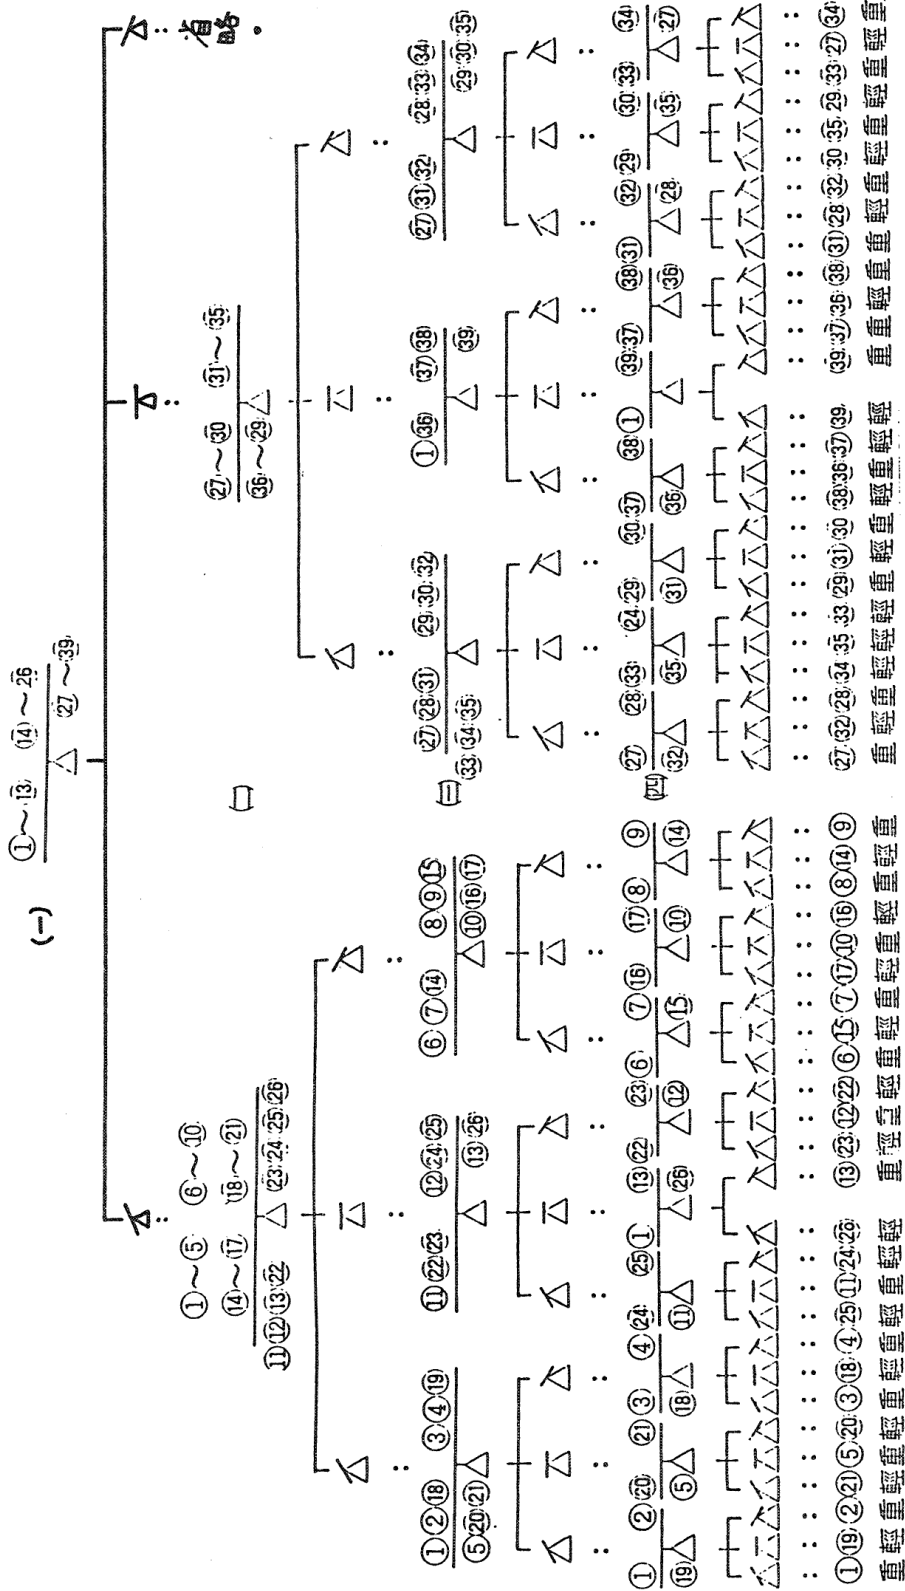 (一)
①~⑬ ⑭~㉖
㉗~㊴
:省略。
①~⑤ ⑥~⑩ ㉗~㉚ ㉛~㉟
⑭~⑰ ⑱~㉑ (二) ㊱~㉙
⑪⑫⑬㉒ ㉓㉔㉕㉖
①②⑱ ③④⑲ ⑪㉒㉓ ⑫㉔㉕ ⑥⑦⑭ ⑧⑨⑮ (三) ㉗㉘㉛ ㉙㉚㉜ ①㊱ ㊲㊳ ㉗㉛㉜ ㉘㉝㉞
⑤⑳㉑ ⑬㉖ ⑩⑯⑰ ㉝㉞㉟ ㊴ ㉙㉚㉟
① ② ⑳ ㉑ ③ ④ ㉔ ㉕ ① ⑬ ㉒ ㉓ ⑥ ⑦ ⑯ ⑰ ⑧ ⑨ (四) ㉗ ㉘ ㉝ ㉔ ㉙ ㉚ ㊲ ㊳ ① ㊴ ㊲ ㊳ ㉛ ㉜ ㉙ ㉚ ㉝ ㉞
⑲ ⑤ ⑱ ⑪ ㉖ ⑫ ⑮ ⑩ ⑭ ㉜ ㉟ ㉛ ㊱ ㊱ ㉘ ㉟ ㉗
①⑲②㉑⑤⑳③⑱④㉕⑪㉔㉖ ⑬㉓⑫㉒⑥⑮⑦⑰⑩⑯⑧⑭⑨ ㉗㉜㉘㉞㉟㉝㉙㉛㉚㊳㊱㊲㊴ ㊴㊲㊱㊳㉛㉘㉜㉚㉟㉙㉝㉗㉞
重輕重輕重輕重輕重輕重輕輕 重輕重輕重輕重輕重輕重輕重 重輕重輕輕輕重輕重輕重輕輕 重重輕重重輕重輕重輕重輕重